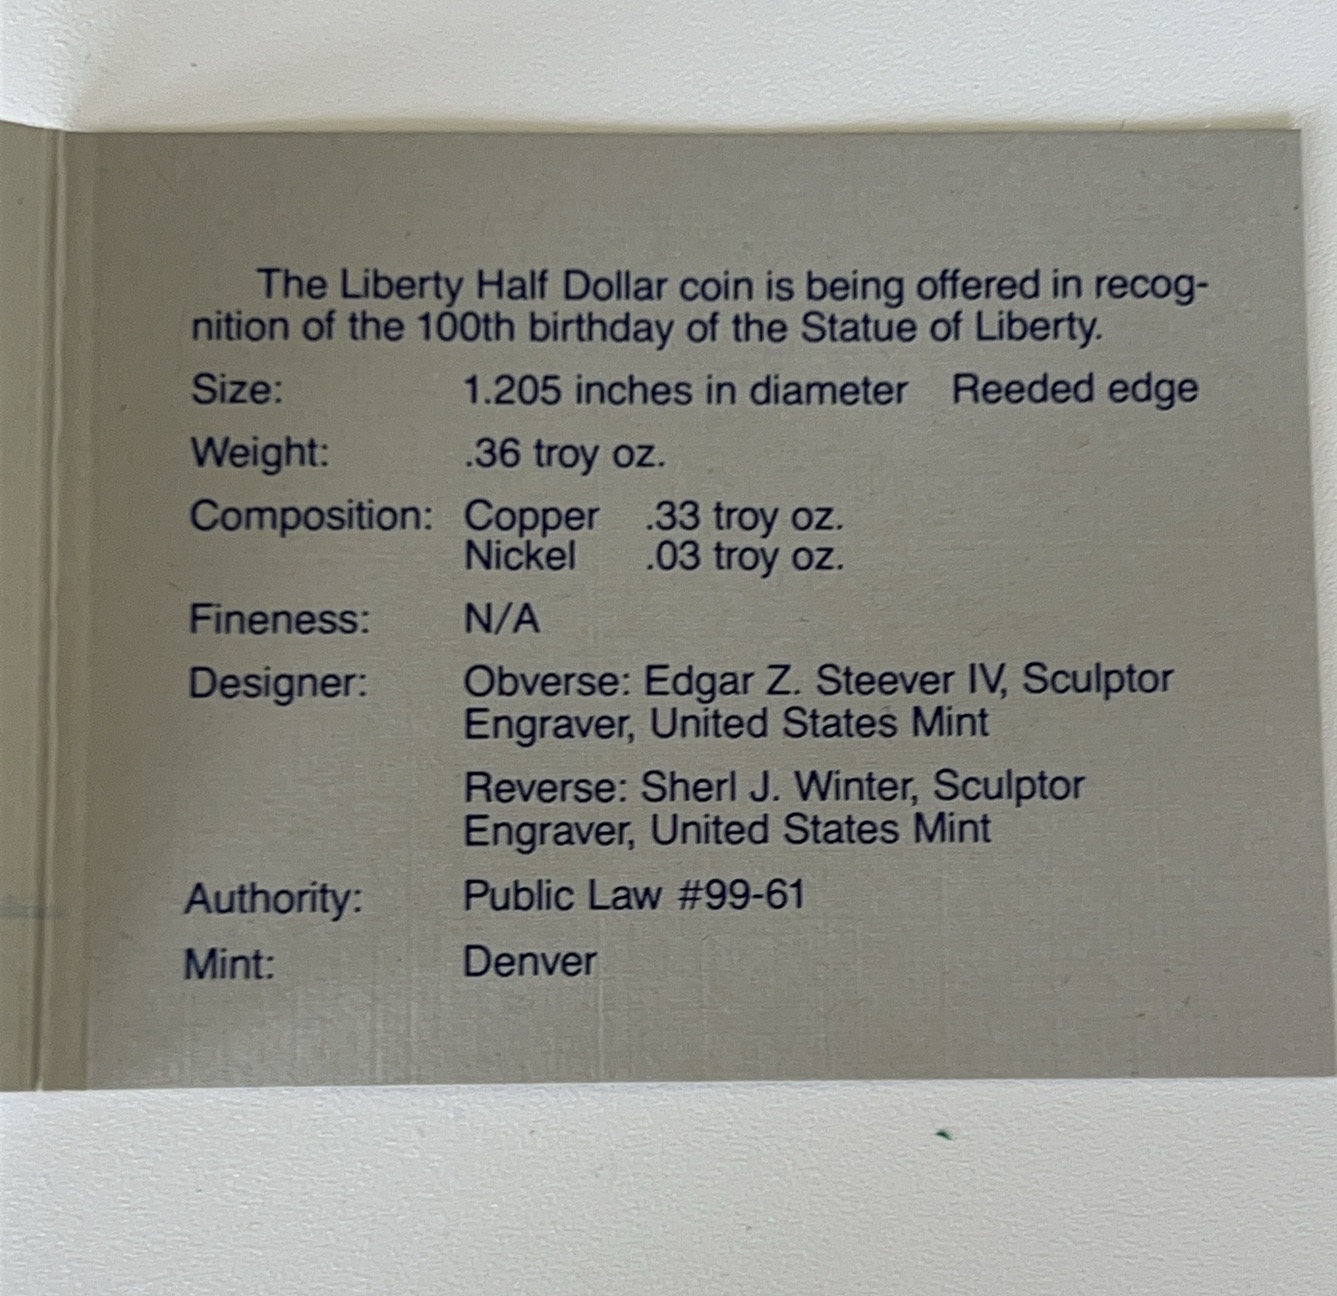 The Liberty Half Dollar coin is being offered in recog-
nition of the 100th birthday of the Statue of Liberty.
Size: 1.205 inches in diameter Reeded edge
Weight: .36 troy oz.
Composition: Copper .33 troy oz.
Nickel .03 troy oz.
Fineness: N/A
Designer: Obverse: Edgar Z. Steever IV, Sculptor
Engraver, United States Mint
Reverse: Sherl J. Winter, Sculptor
Engraver, United States Mint
Authority: Public Law #99-61
Mint: Denver